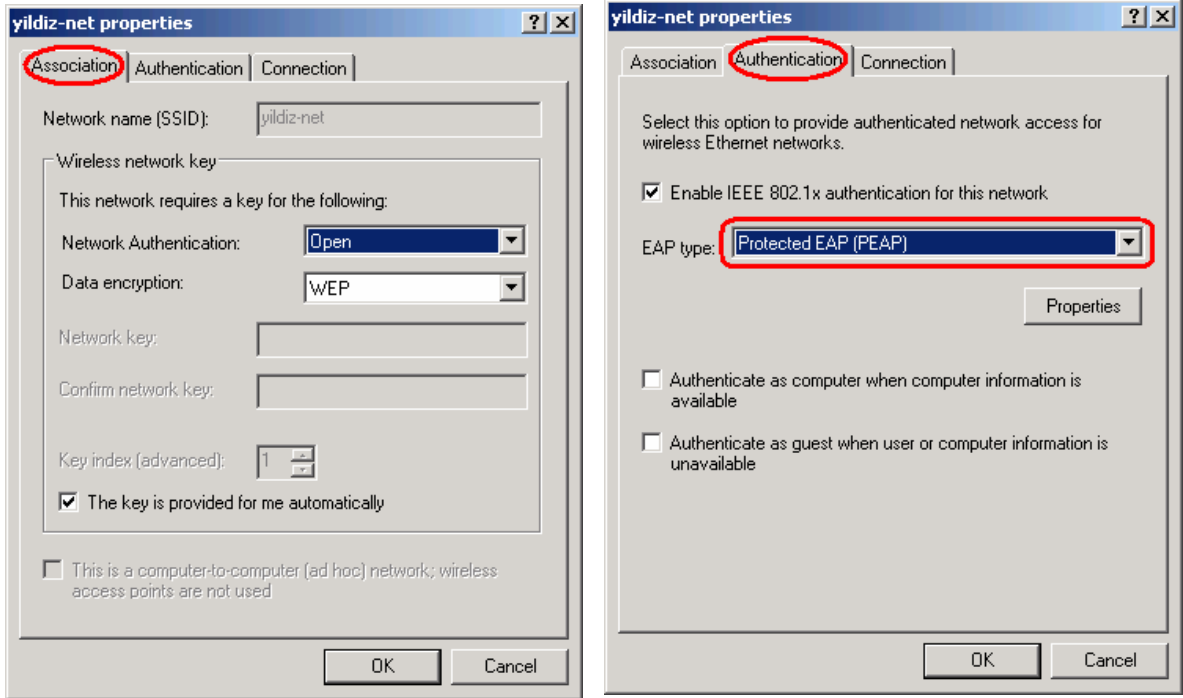 yildiz-net properties
Association Authentication Connection
Network name (SSID): yildiz-net
Wireless network key
This network requires a key for the following:
Network Authentication: Open
Data encryption: WEP
Network key:
Confirm network key:
Key index (advanced): 1
The key is provided for me automatically
This is a computer-to-computer (ad hoc) network; wireless
access points are not used
OK Cancel
yildiz-net properties
Association Authentication Connection
Select this option to provide authenticated network access for
wireless Ethernet networks.
Enable IEEE 802.1x authentication for this network
EAP type: Protected EAP (PEAP)
Properties
Authenticate as computer when computer information is
available
Authenticate as guest when user or computer information is
unavailable
OK Cancel